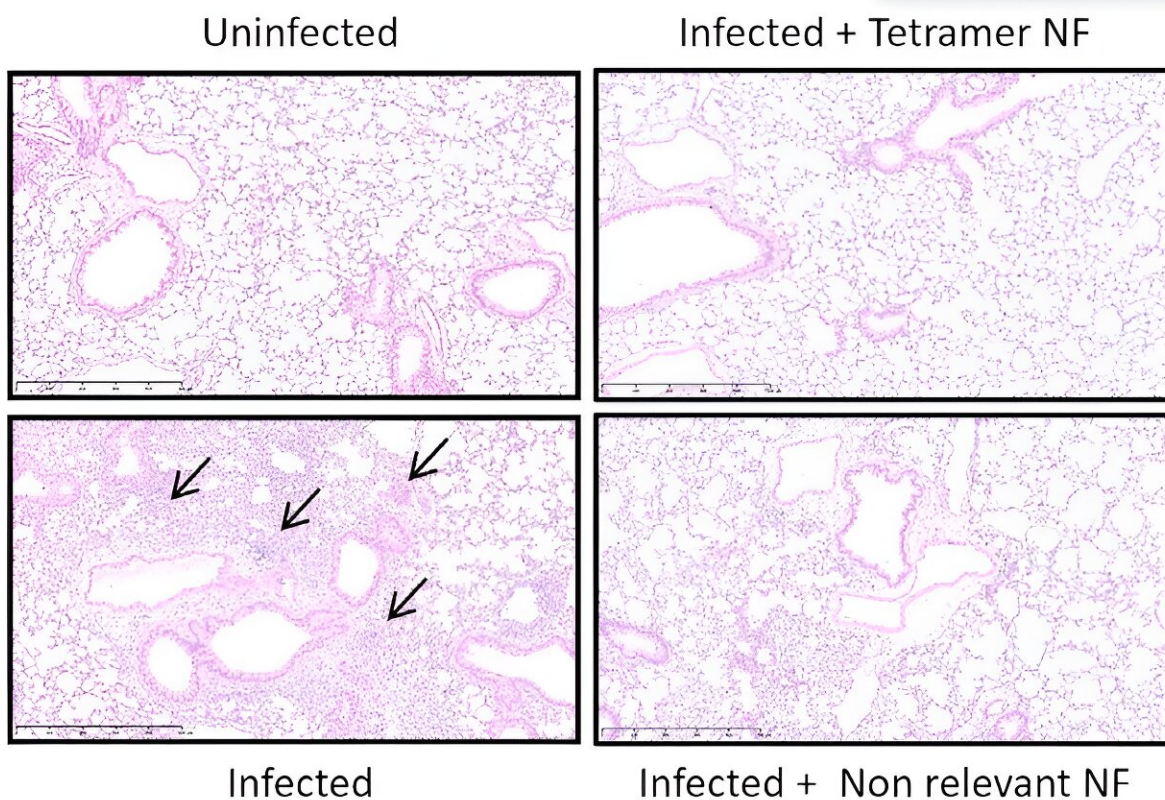 Uninfected
Infected + Tetramer NF
Infected
Infected + Non relevant NF